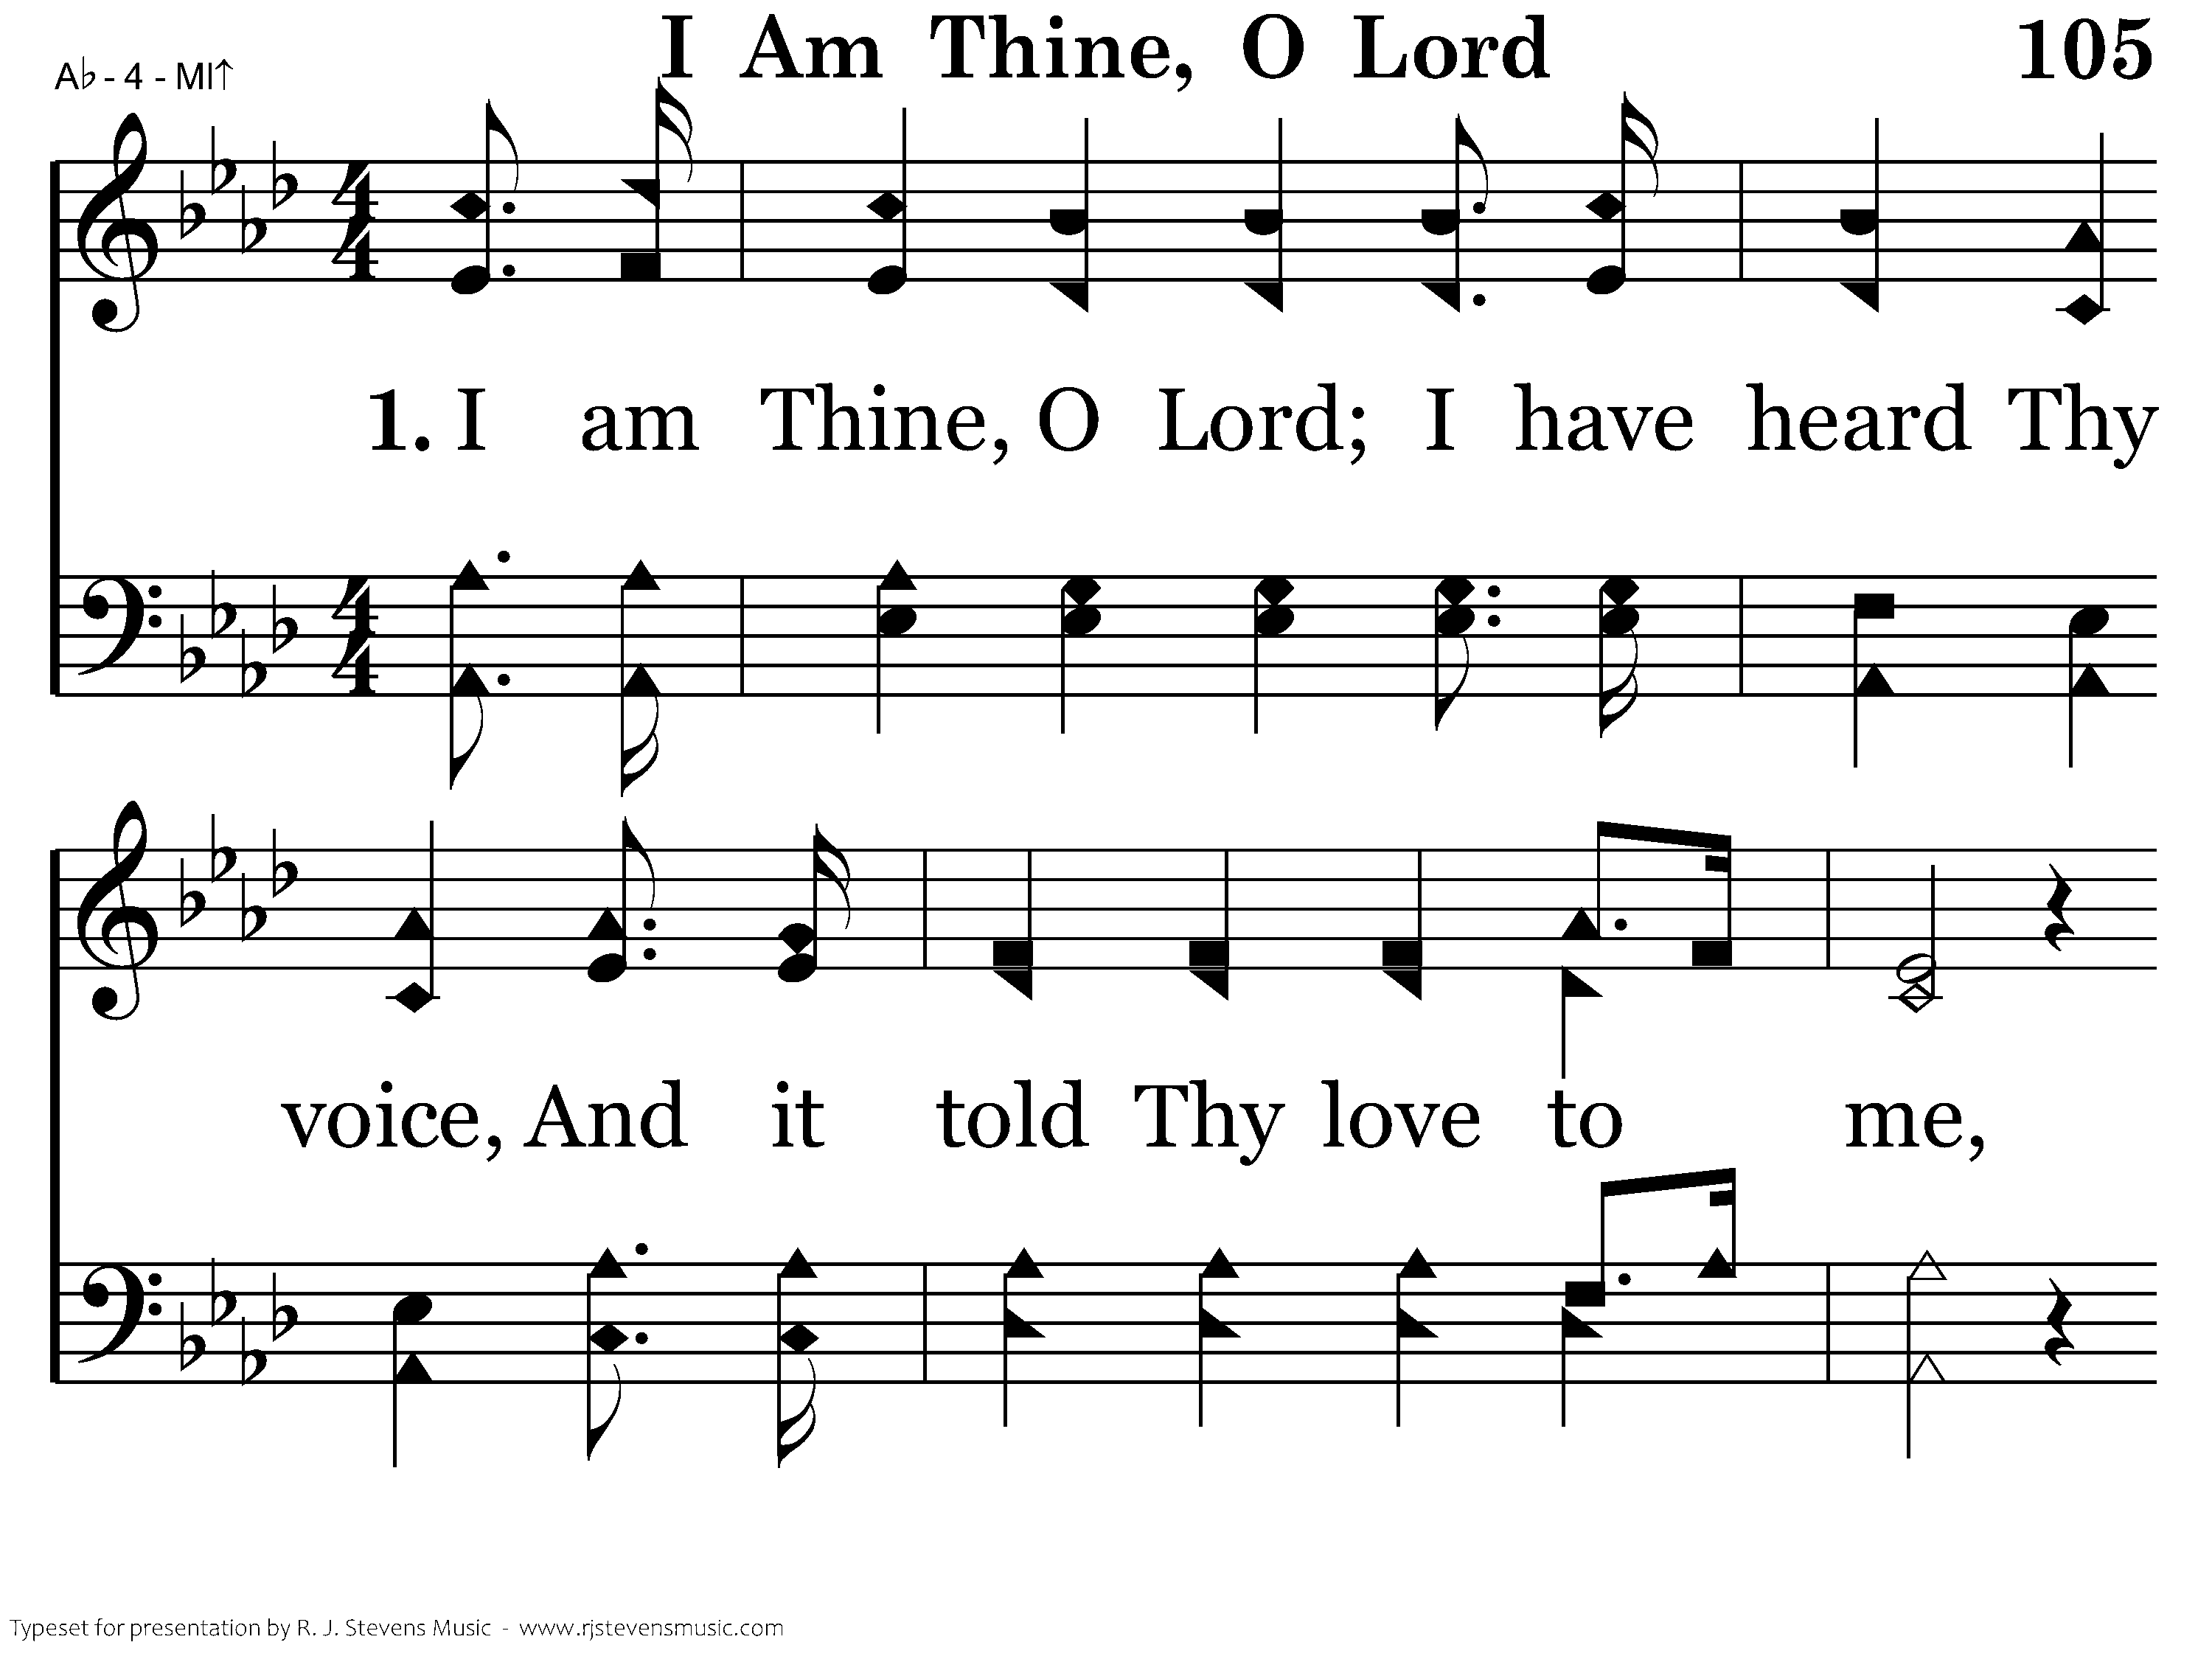 I Am Thine, O Lord 105
A♭ - 4 - MI↑
1. I am Thine, O Lord; I have heard Thy
voice, And it told Thy love to me,
Typeset for presentation by R. J. Stevens Music - www.rjstevensmusic.com